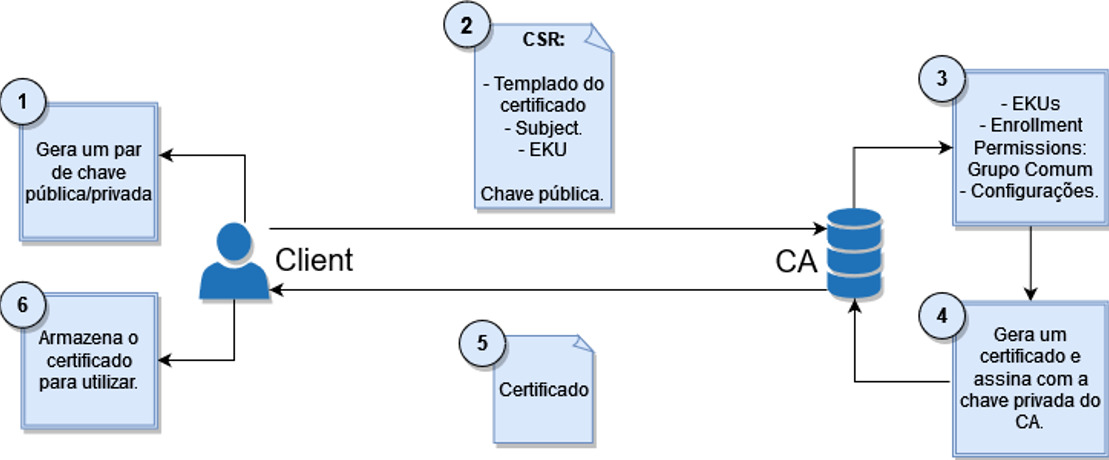 1
Gera um par
de chave
pública/privada
2
CSR:
- Templado do
certificado
- Subject.
- EKU
Chave pública.
3
- EKUs
- Enrollment
Permissions:
Grupo Comum
- Configurações.
Client
CA
4
Gera um
certificado e
assina com a
chave privada do
CA.
5
Certificado
6
Armazena o
certificado
para utilizar.